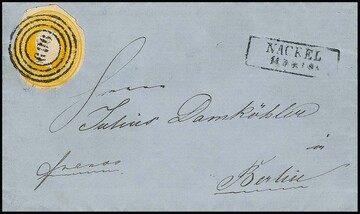 NACKEL
Herrn
Julius Damköhler
in
franco
Berlin